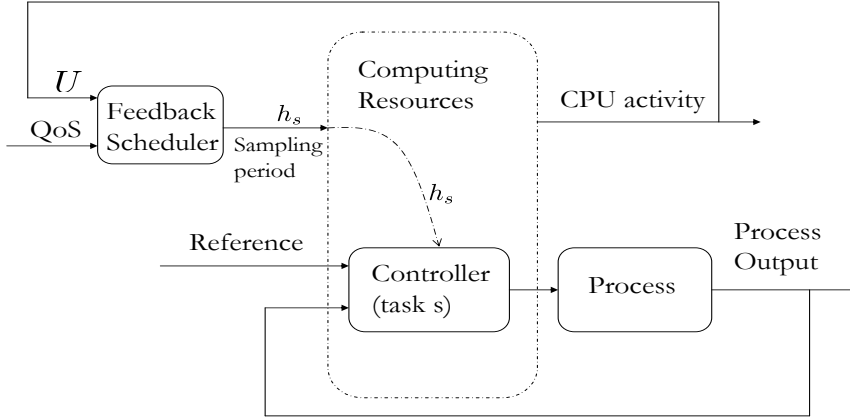 U
QoS
Feedback
Scheduler
h_s
Sampling
period
Computing
Resources
h_s
CPU activity
Reference
Controller
(task s)
Process
Process
Output